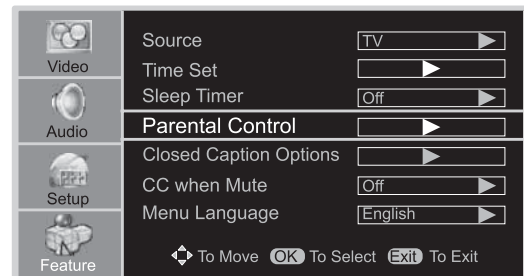 Video
Audio
Setup
Feature
Source TV
Time Set
Sleep Timer Off
Parental Control
Closed Caption Options
CC when Mute Off
Menu Language English
To Move OK To Select Exit To Exit